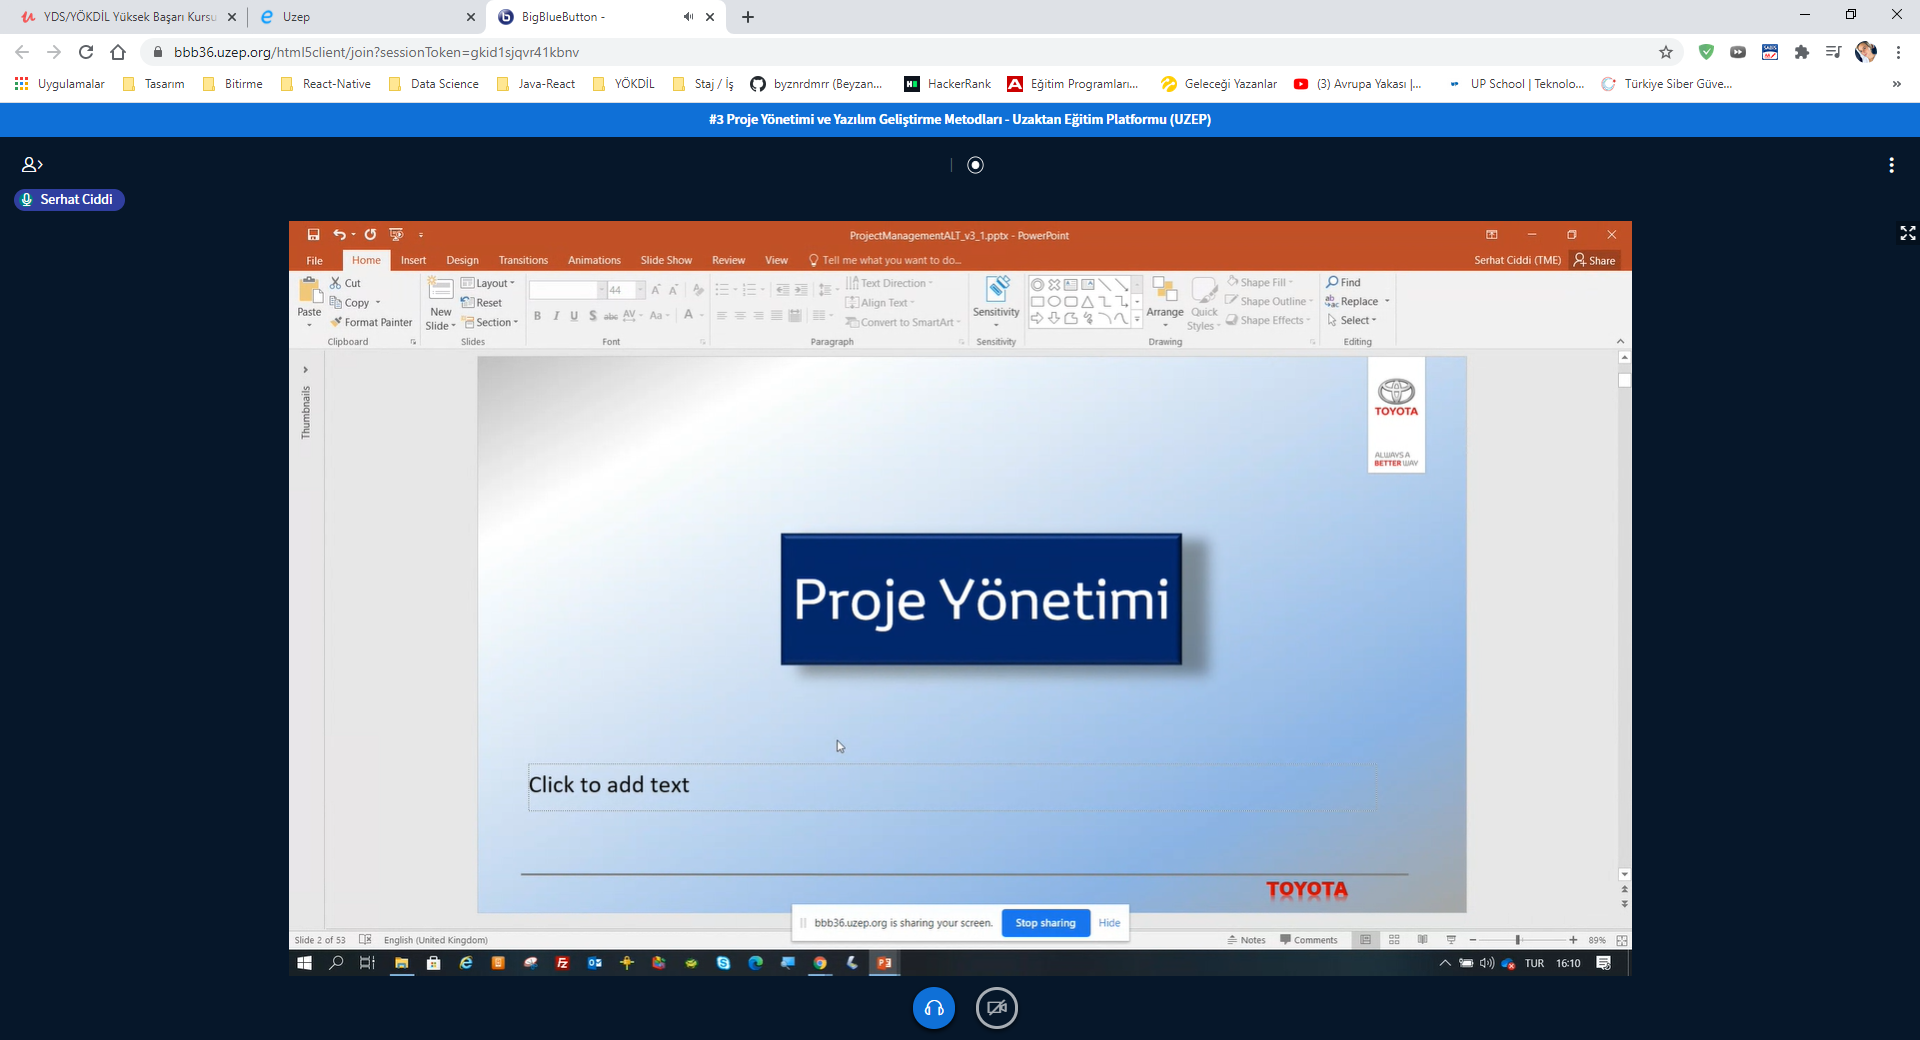 YDS/YÖKDİL Yüksek Başarı Kursu
Uzep
BigBlueButton -
bbb36.uzep.org/html5client/join?sessionToken=gkid1sjqvr41kbnv
Uygulamalar
Tasarım
Bitirme
React-Native
Data Science
Java-React
YÖKDİL
Staj / İş
byznrdmrr (Beyzan...
HackerRank
Eğitim Programları...
Geleceği Yazanlar
(3) Avrupa Yakası |...
UP School | Teknolo...
Türkiye Siber Güve...
#3 Proje Yönetimi ve Yazılım Geliştirme Metodları - Uzaktan Eğitim Platformu (UZEP)
Serhat Ciddi
ProjectManagementALT_v3_1.pptx - PowerPoint
File
Home
Insert
Design
Transitions
Animations
Slide Show
Review
View
Tell me what you want to do...
Serhat Ciddi (TME)
Share
Paste
Cut
Copy
Format Painter
Clipboard
New Slide
Layout
Reset
Section
Slides
44
Font
Text Direction
Align Text
Convert to SmartArt
Paragraph
Sensitivity
Sensitivity
Arrange
Quick Styles
Shape Fill
Shape Outline
Shape Effects
Drawing
Find
Replace
Select
Editing
Thumbnails
TOYOTA
ALWAYS A
BETTER WAY
Proje Yönetimi
Click to add text
TOYOTA
bbb36.uzep.org is sharing your screen.
Stop sharing
Hide
Slide 2 of 53
English (United Kingdom)
Notes
Comments
89%
TUR
16:10